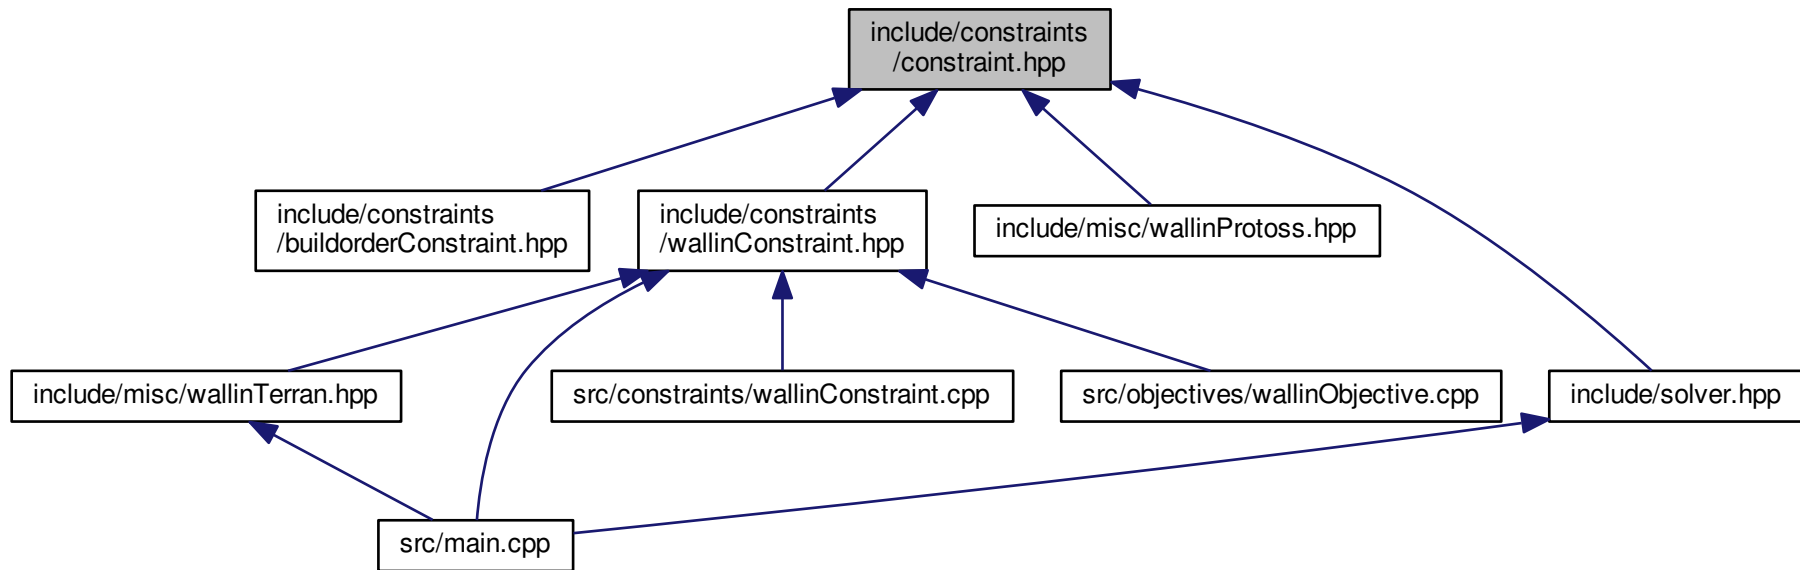 include/constraints
/constraint.hpp
include/constraints
/buildorderConstraint.hpp
include/constraints
/wallinConstraint.hpp
include/misc/wallinProtoss.hpp
include/misc/wallinTerran.hpp
src/constraints/wallinConstraint.cpp
src/objectives/wallinObjective.cpp
include/solver.hpp
src/main.cpp